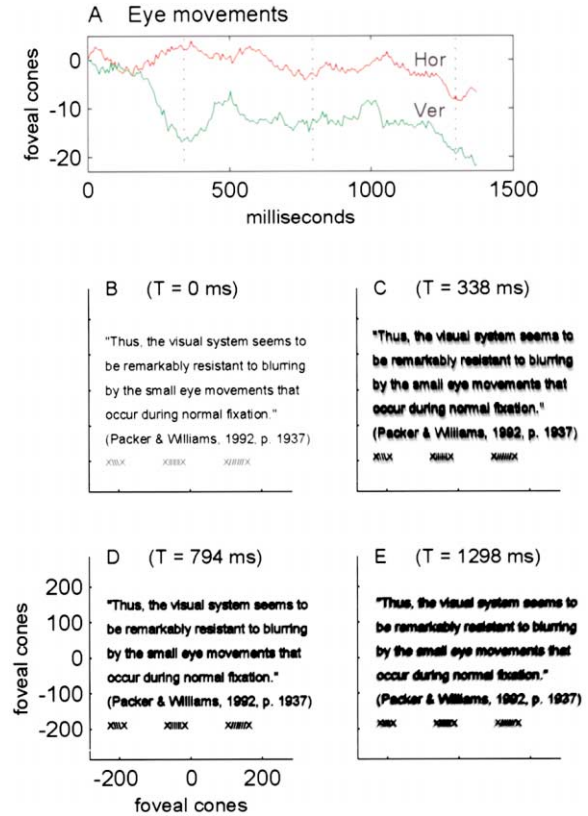 A Eye movements
foveal cones
0
-10
-20
Hor
Ver
0 500 1000 1500
milliseconds
B (T = 0 ms)
"Thus, the visual system seems to
be remarkably resistant to blurring
by the small eye movements that
occur during normal fixation."
(Packer & Williams, 1992, p. 1937)
C (T = 338 ms)
"Thus, the visual system seems to
be remarkably resistant to blurring
by the small eye movements that
occur during normal fixation."
(Packer & Williams, 1992, p. 1937)
D (T = 794 ms)
foveal cones
200
100
0
-100
-200
"Thus, the visual system seems to
be remarkably resistant to blurring
by the small eye movements that
occur during normal fixation."
(Packer & Williams, 1992, p. 1937)
-200 0 200
foveal cones
E (T = 1298 ms)
"Thus, the visual system seems to
be remarkably resistant to blurring
by the small eye movements that
occur during normal fixation."
(Packer & Williams, 1992, p. 1937)